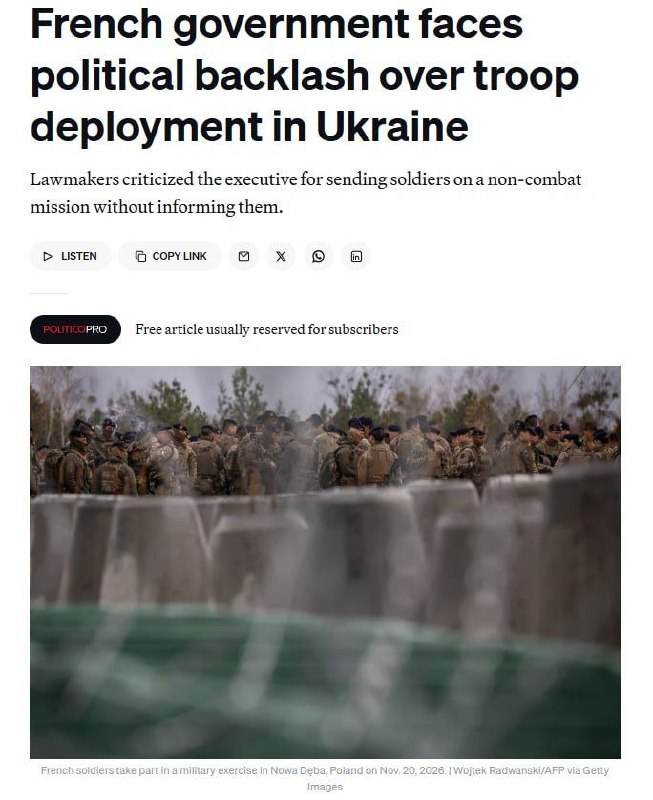 French government faces
political backlash over troop
deployment in Ukraine
Lawmakers criticized the executive for sending soldiers on a non-combat
mission without informing them.
LISTEN
COPY LINK
POLITICOPRO
Free article usually reserved for subscribers
French soldiers take part in a military exercise in Nowa Dęba, Poland on Nov. 20, 2026. | Wojtek Radwanski/AFP via Getty
Images